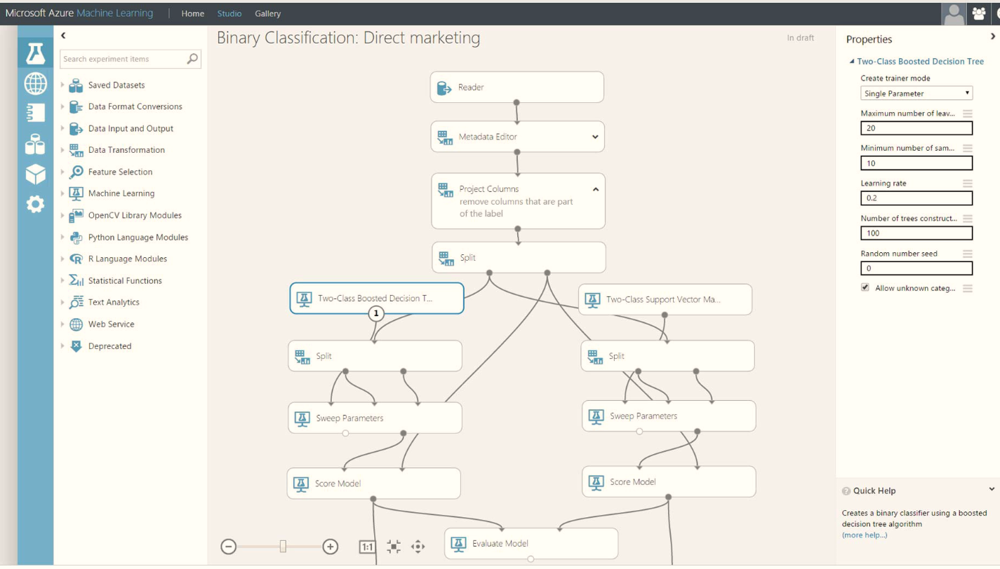 Microsoft Azure Machine Learning | Home Studio Gallery
Search experiment items
Saved Datasets
Data Format Conversions
Data Input and Output
Data Transformation
Feature Selection
Machine Learning
OpenCV Library Modules
Python Language Modules
R Language Modules
Statistical Functions
Text Analytics
Web Service
Deprecated
Binary Classification: Direct marketing
In draft
Reader
Metadata Editor
Project Columns
remove columns that are part
of the label
Split
Two-Class Boosted Decision T...
1
Two-Class Support Vector Ma...
Split
Split
Sweep Parameters
Sweep Parameters
Score Model
Score Model
Evaluate Model
1:1
Properties
Two-Class Boosted Decision Tree
Create trainer mode
Single Parameter
Maximum number of leav...
20
Minimum number of sam...
10
Learning rate
0.2
Number of trees construct...
100
Random number seed
0
Allow unknown categ...
Quick Help
Creates a binary classifier using a boosted
decision tree algorithm
(more help...)